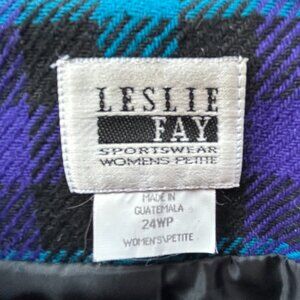 LESLIE
FAY
SPORTSWEAR
WOMENS PETITE
MADE IN
GUATEMALA
24WP
WOMEN'S/PETITE